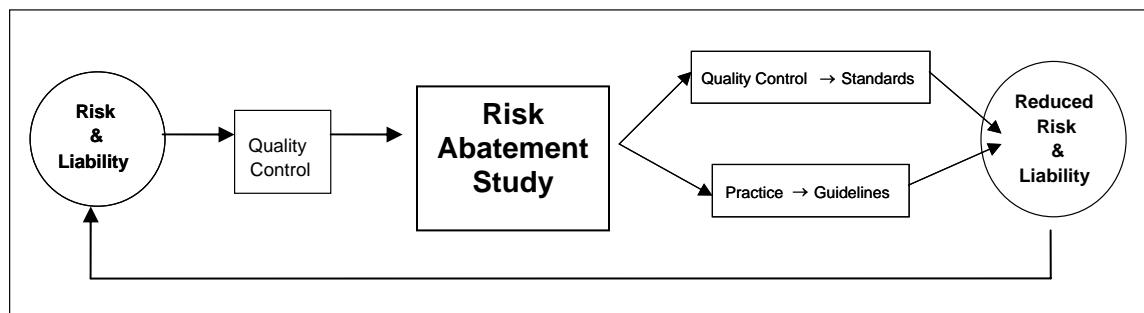 Risk
&
Liability
Quality
Control
Risk
Abatement
Study
Quality Control → Standards
Practice → Guidelines
Reduced
Risk
&
Liability